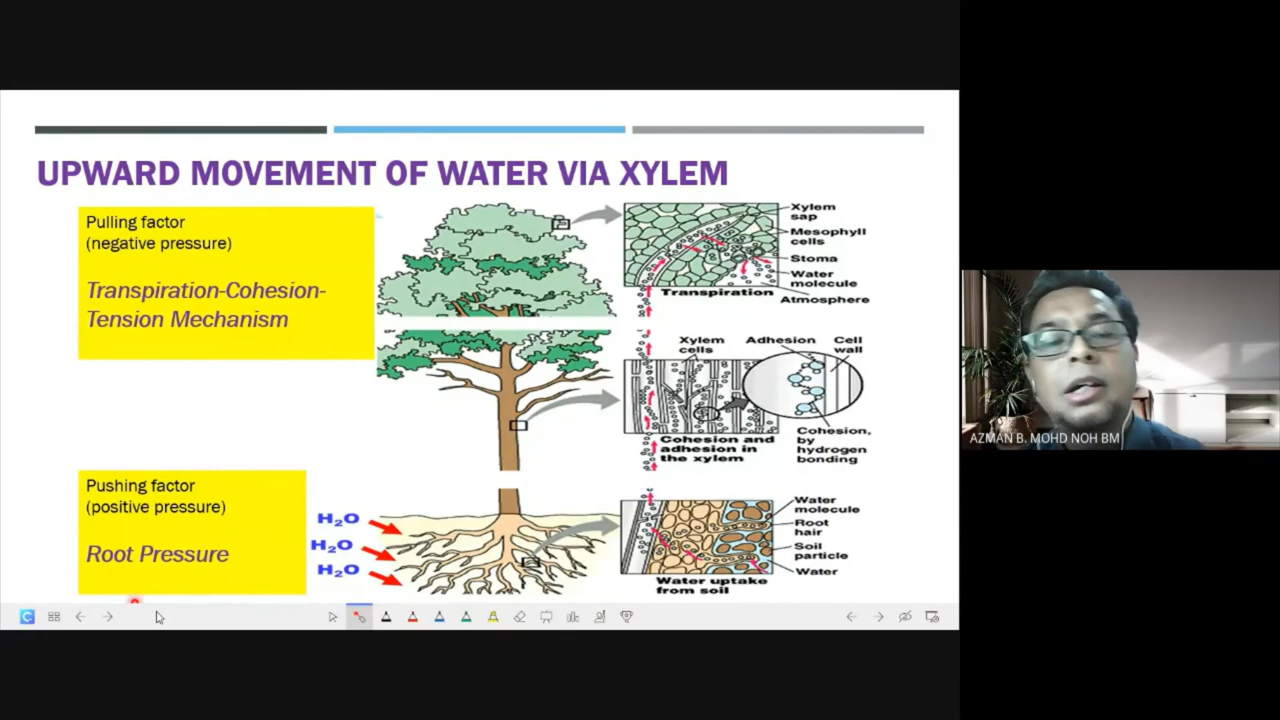 UPWARD MOVEMENT OF WATER VIA XYLEM
Pulling factor
(negative pressure)
Transpiration-Cohesion-
Tension Mechanism
Xylem
sap
Mesophyll
cells
Stoma
Water
molecule
Transpiration
Atmosphere
Xylem
cells
Adhesion
Cell
wall
Cohesion and
adhesion in
the xylem
Cohesion,
by
hydrogen
bonding
Pushing factor
(positive pressure)
Root Pressure
H2O
H2O
H2O
Water
molecule
Root
hair
Soil
particle
Water
Water uptake
from soil
AZMAN B. MOHD NOH BM